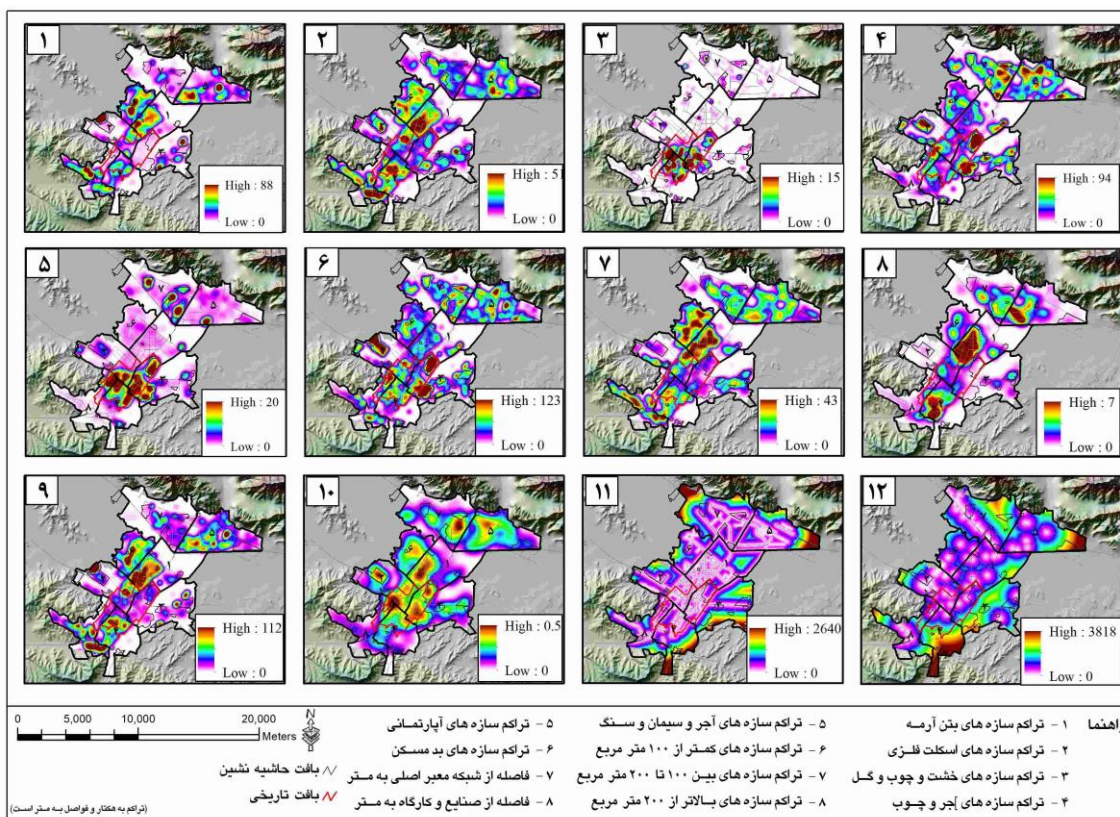 ۱
High : 88
Low : 0
۲
High : 51
Low : 0
۳
High : 15
Low : 0
۴
High : 94
Low : 0
۵
High : 20
Low : 0
۶
High : 123
Low : 0
۷
High : 43
Low : 0
۸
High : 7
Low : 0
۹
High : 112
Low : 0
۱۰
High : 0.5
Low : 0
۱۱
High : 2640
Low : 0
۱۲
High : 3818
Low : 0
اهنما
۱ - تراکم سازه های بتن آرمه
۲ - تراکم سازه های اسکلت فلزی
۳ - تراکم سازه های خشت و چوب و گل
۴ - تراکم سازه های آجر و چوب
۵ - تراکم سازه های آجر و سیمان و سنگ
۶ - تراکم سازه های کمتر از ۱۰۰ متر مربع
۷ - تراکم سازه های بین ۱۰۰ تا ۲۰۰ متر مربع
۸ - تراکم سازه های بالاتر از ۲۰۰ متر مربع
۵ - تراکم سازه های آپارتمانی
۶ - تراکم سازه های بد مسکن
۷ - فاصله از شبکه معبر اصلی به متر
۸ - فاصله از صنایع و کارگاه به متر
0 5,000 10,000 20,000
Meters
N
بافت حاشیه نشین
بافت تاریخی
(تراکم به هکتار و فواصل به متر است)